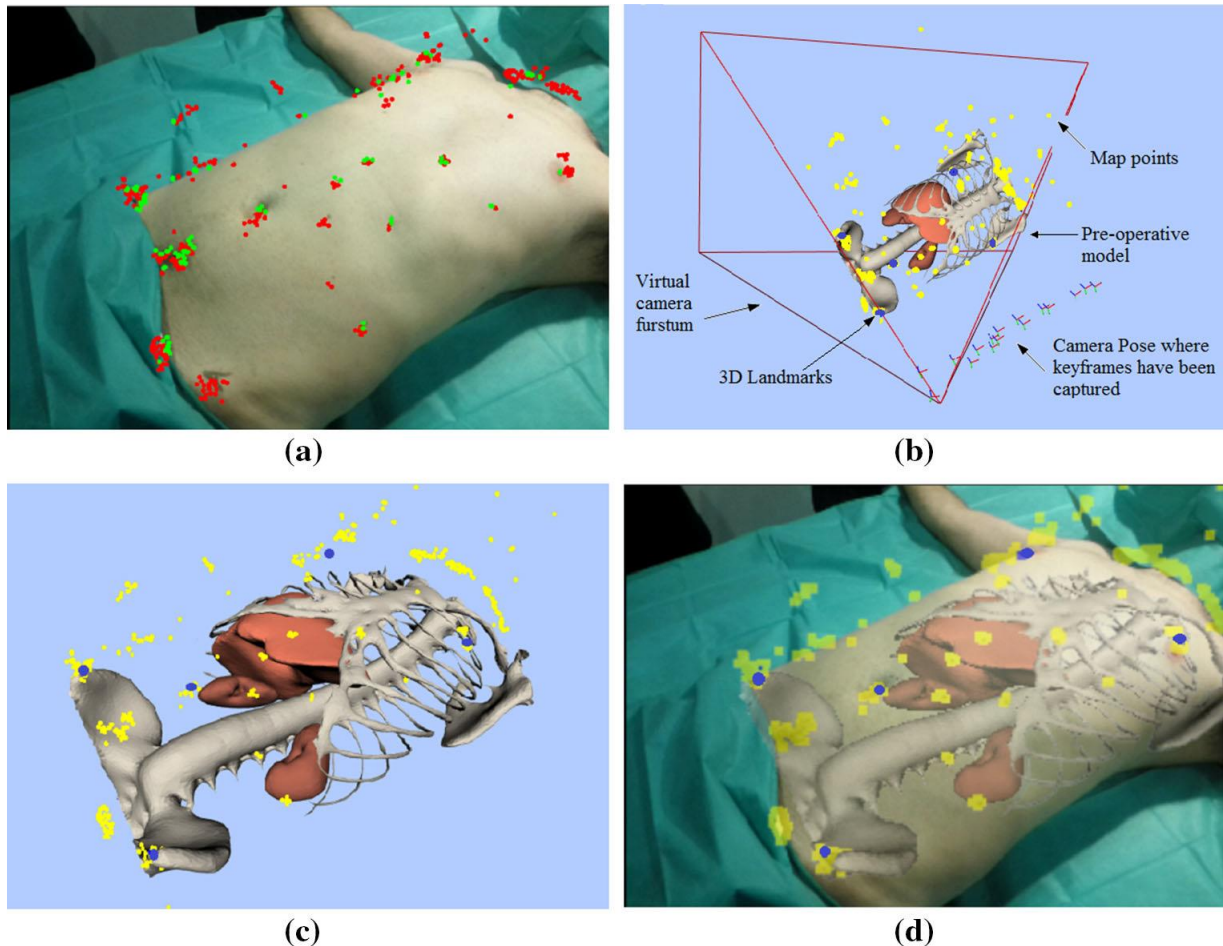 (a)
Map points
Pre-operative
model
Virtual
camera
furstum
3D Landmarks
Camera Pose where
keyframes have been
captured
(b)
(c)
(d)